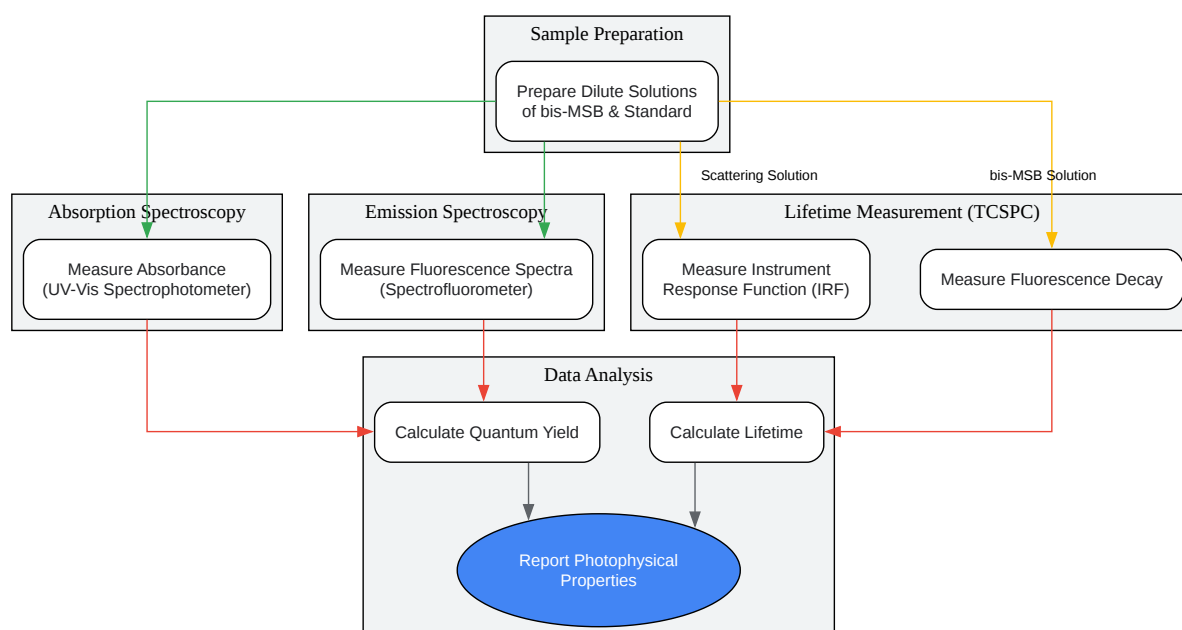 Sample Preparation
Prepare Dilute Solutions
of bis-MSB & Standard
Scattering Solution
bis-MSB Solution
Absorption Spectroscopy
Emission Spectroscopy
Lifetime Measurement (TCSPC)
Measure Absorbance
(UV-Vis Spectrophotometer)
Measure Fluorescence Spectra
(Spectrofluorometer)
Measure Instrument
Response Function (IRF)
Measure Fluorescence Decay
Data Analysis
Calculate Quantum Yield
Calculate Lifetime
Report Photophysical
Properties